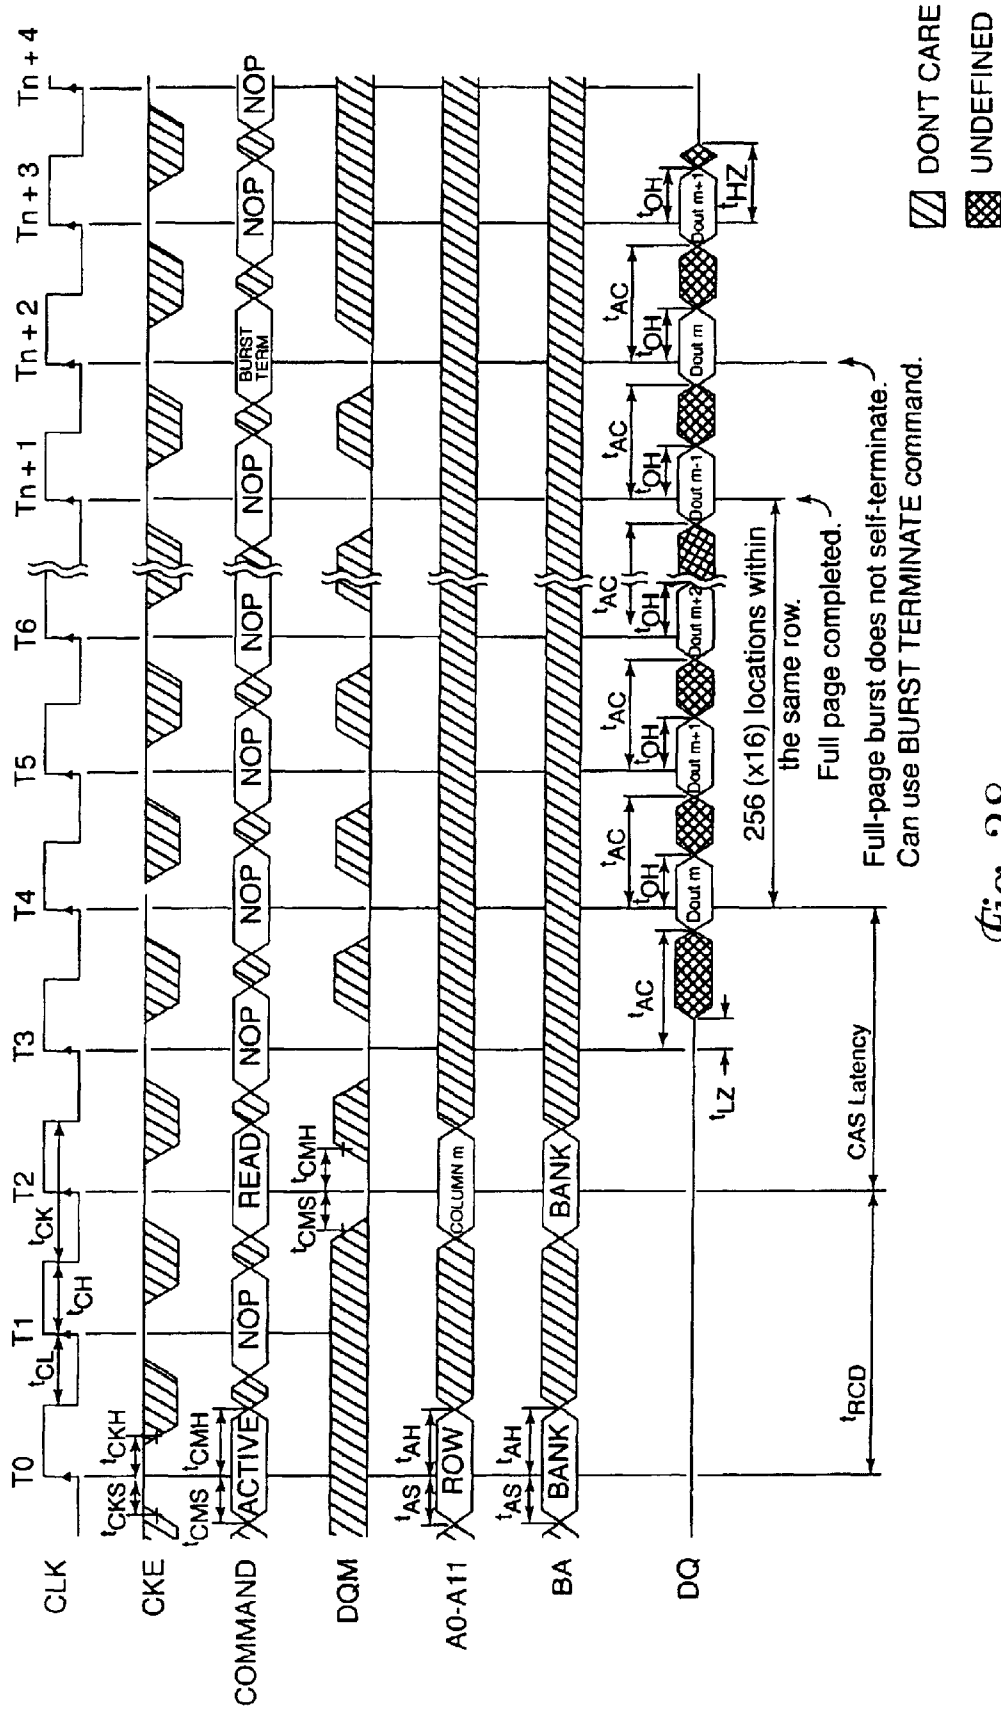 T0 T1 T2 T3 T4 T5 T6 Tn + 1 Tn + 2 Tn + 3 Tn + 4
CLK
tCL tCH tCK
CKE
tCKS tCKH
COMMAND
tCMS tCMH
ACTIVE NOP READ NOP NOP NOP NOP NOP BURST TERM NOP NOP
DQM
tCMS tCMH
A0-A11
tAS tAH
ROW COLUMN m
BA
tAS tAH
BANK BANK
DQ
tAC tAC tAC tAC tAC tAC
tOH tOH tOH tOH tOH tOH
Dout m Dout m+1 Dout m+2 Dout m-1 Dout m Dout m+1
tLZ
tHZ
256 (x16) locations within
the same row.
Full page completed.
tRCD
CAS Latency
Full-page burst does not self-terminate.
Can use BURST TERMINATE command.
DON'T CARE
UNDEFINED